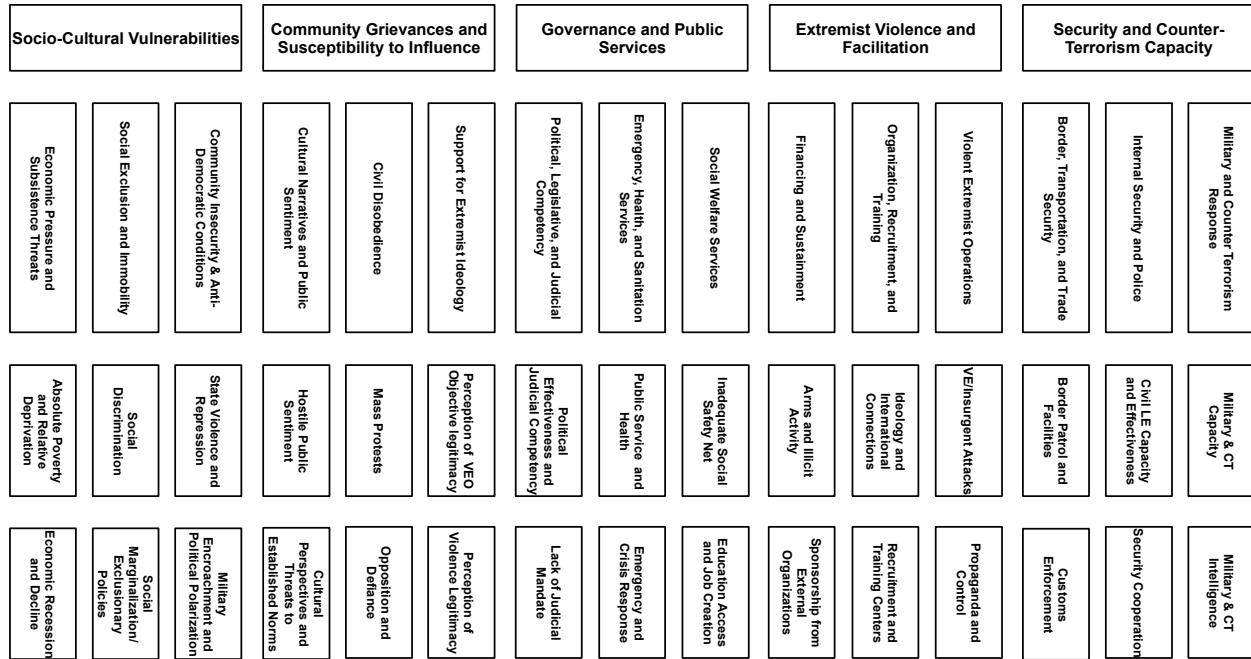 Socio-Cultural Vulnerabilities
Community Grievances and
Susceptibility to Influence
Governance and Public
Services
Extremist Violence and
Facilitation
Security and Counter-
Terrorism Capacity
Economic Pressure and
Subsistence Threats
Social Exclusion and Immobility
Community Insecurity & Anti-
Democratic Conditions
Cultural Narratives and Public
Sentiment
Civil Disobedience
Support for Extremist Ideology
Political, Legislative, and Judicial
Competency
Emergency, Health, and Sanitation
Services
Social Welfare Services
Financing and Sustainment
Organization, Recruitment, and
Training
Violent Extremist Operations
Border, Transportation, and Trade
Security
Internal Security and Police
Military and Counter Terrorism
Response
Absolute Poverty
and Relative
Deprivation
Social
Discrimination
State Violence and
Repression
Hostile Public
Sentiment
Mass Protests
Perception of VEO
Objective legitimacy
Political
Effectiveness and
Judicial Competency
Public Service and
Health
Inadequate Social
Safety Net
Arms and Illicit
Activity
Ideology and
International
Connections
VE/Insurgent Attacks
Border Patrol and
Facilities
Civil LE Capacity
and Effectiveness
Military & CT
Capacity
Economic Recession
and Decline
Social
Marginalization/
Exclusionary
Policies
Military
Encroachment and
Political Polarization
Cultural
Perspectives and
Threats to
Established Norms
Opposition and
Defiance
Perception of
Violence Legitimacy
Lack of Judicial
Mandate
Emergency and
Crisis Response
Education Access
and Job Creation
Sponsorship from
External
Organizations
Recruitment and
Training Centers
Propaganda and
Control
Customs
Enforcement
Security Cooperation
Military & CT
Intelligence